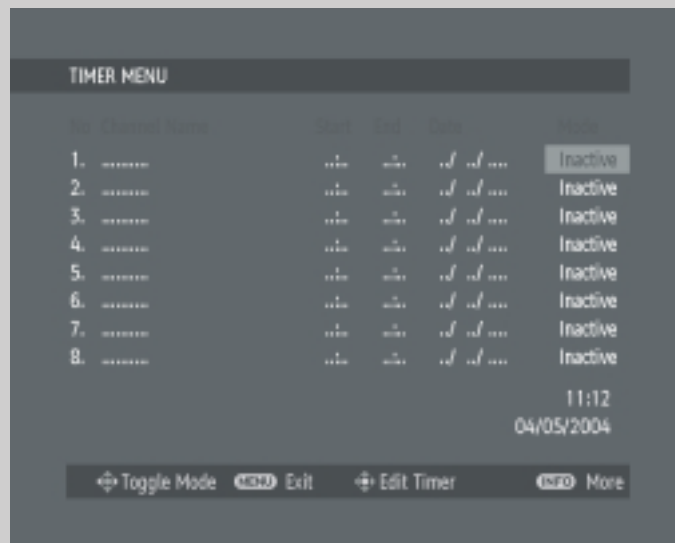 TIMER MENU
No Channel Name Start End Date Mode
1. .......... ..:.. ..:.. ../ ../ .... Inactive
2. .......... ..:.. ..:.. ../ ../ .... Inactive
3. .......... ..:.. ..:.. ../ ../ .... Inactive
4. .......... ..:.. ..:.. ../ ../ .... Inactive
5. .......... ..:.. ..:.. ../ ../ .... Inactive
6. .......... ..:.. ..:.. ../ ../ .... Inactive
7. .......... ..:.. ..:.. ../ ../ .... Inactive
8. .......... ..:.. ..:.. ../ ../ .... Inactive
11:12
04/05/2004
Toggle Mode MENU Exit Edit Timer INFO More